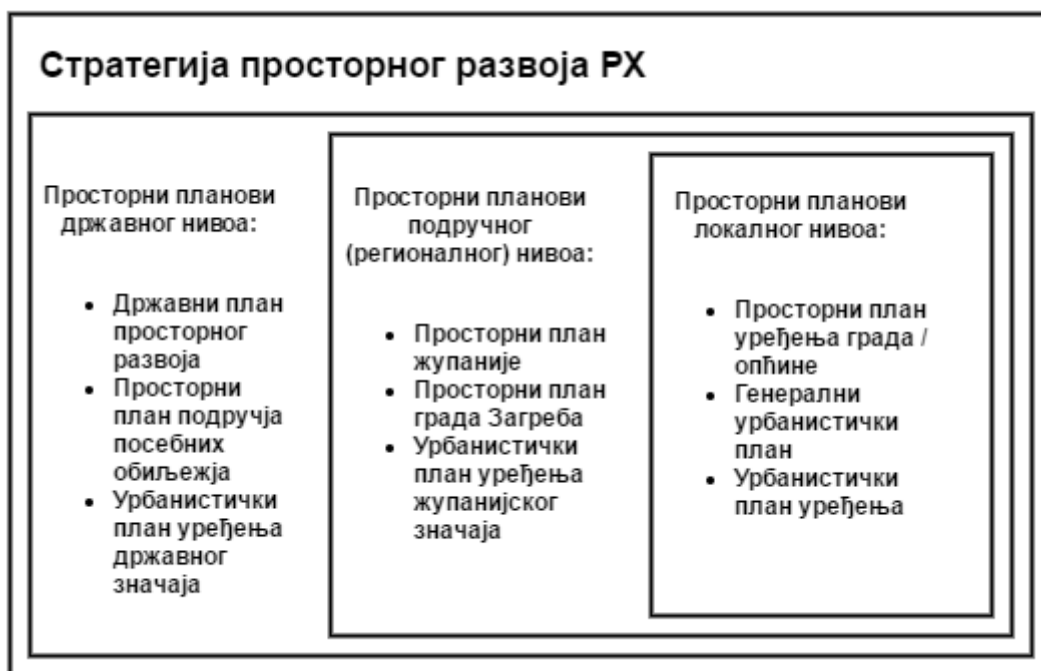 Стратегија просторног развоја РХ
Просторни планови
државног нивоа:
• Државни план
просторног
развоја
• Просторни
план подручја
посебних
обиљежја
• Урбанистички
план уређења
државног
значаја
Просторни планови
подручног
(регионалног) нивоа:
• Просторни план
жупаније
• Просторни план
града Загреба
• Урбанистички
план уређења
жупанијског
значаја
Просторни планови
локалног нивоа:
• Просторни план
уређења града /
опћине
• Генерални
урбанистички
план
• Урбанистички
план уређења